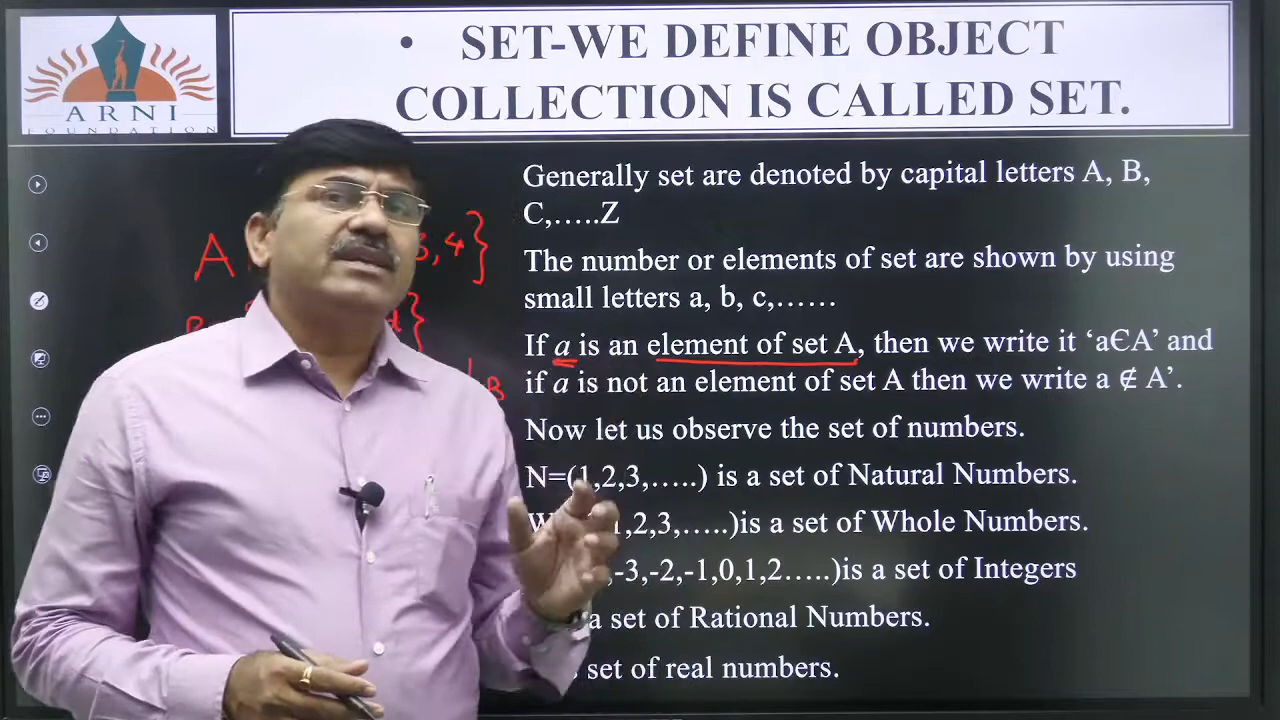 ARNI
FOUNDATION
• SET-WE DEFINE OBJECT
COLLECTION IS CALLED SET.
Generally set are denoted by capital letters A, B,
C,…..Z
The number or elements of set are shown by using
small letters a, b, c,……
If a is an element of set A, then we write it ‘aЄA’ and
if a is not an element of set A then we write a ∉ A’.
Now let us observe the set of numbers.
N=(1,2,3,…..) is a set of Natural Numbers.
1,2,3,…..)is a set of Whole Numbers.
-3,-2,-1,0,1,2…..)is a set of Integers
a set of Rational Numbers.
set of real numbers.
A 3,4}
B